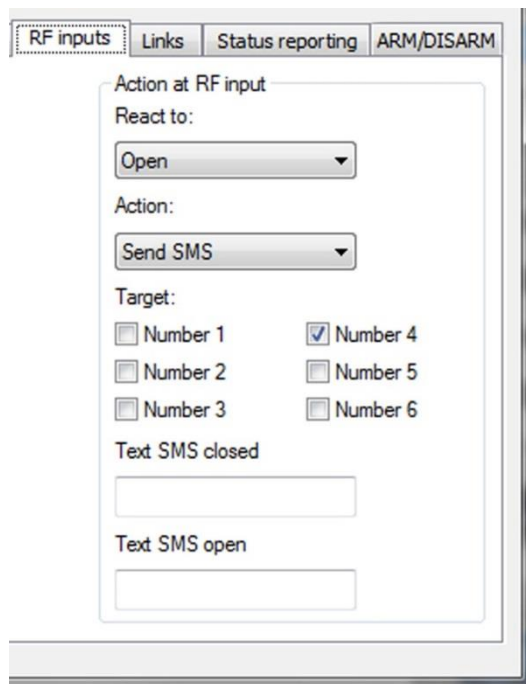 RF inputs Links Status reporting ARM/DISARM
Action at RF input
React to:
Open
Action:
Send SMS
Target:
Number 1 Number 4
Number 2 Number 5
Number 3 Number 6
Text SMS closed
Text SMS open